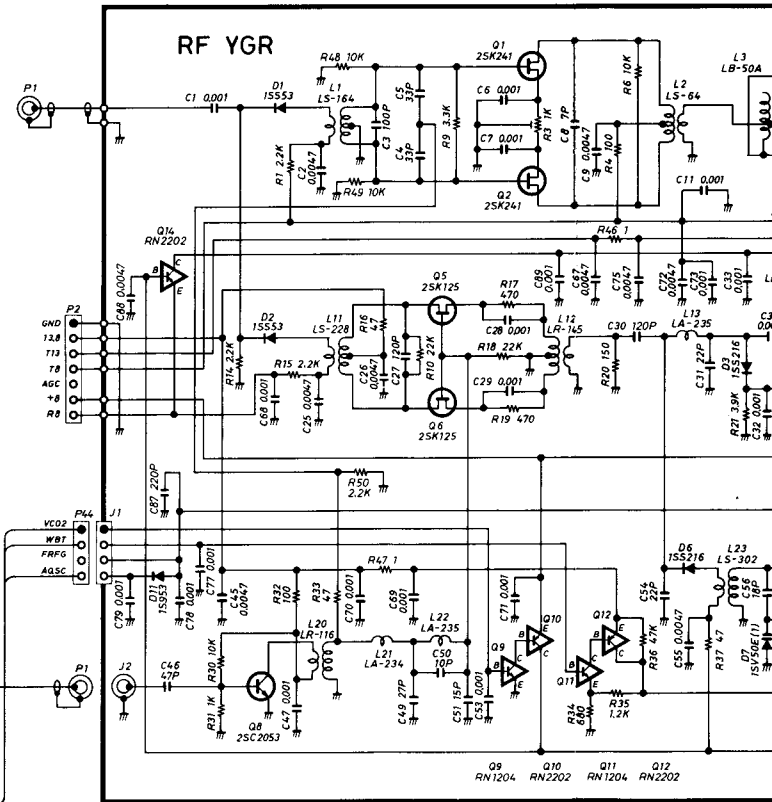 RF YGR
P1
C1 0.001
D1
1SS53
R48 10K
L1
LS-164
C3 100P
C5
33P
C4
33P
R9 3.3K
Q1
2SK241
C6 0.001
C7 0.001
R3 1K
C8 7P
R6 10K
L2
LS-64
L3
LB-50A
R1 2.2K
C2
0.0047
R49 10K
Q2
2SK241
C9 0.0047
R4 100
C11 0.001
R46 1
Q14
RN2202
B
C
E
C88 0.0047
P2
GND
13.8
T13
T8
AGC
+8
R8
D2
1SS53
L11
LS-228
R14 2.2K
R15 2.2K
C68 0.001
C25 0.0047
R16
47
C26
0.0047
C27 120P
R10 22K
Q5
2SK125
Q6
2SK125
R17
470
C28 0.001
R18 22K
C29 0.001
R19 470
C89
0.001
C67
0.0047
C75
0.0047
C72
0.0047
C73
0.001
C33
0.001
L12
LR-145
C30 120P
R20 150
L13
LA-235
C31 22P
D3
1SS216
R21 3.9K
C32 0.001
C87 220P
R50
2.2K
P44
J1
VCO2
WBT
FRFG
AQSC
C79 0.001
D11
1S953
C78 0.001
C77 0.001
C45
0.0047
R32
100
R33
47
C70 0.001
R47 1
C69
0.001
L20
LR-116
L21
LA-234
L22
LA-235
C50
10P
C49 27P
C51 15P
C53 0.001
C71 0.001
Q10
Q9
B
C
E
B
E
C
Q12
Q11
B
C
E
B
E
C
R36 47K
R34
680
R35
1.2K
C54
22P
D6
1SS216
L23
LS-302
C56
18P
C55 0.0047
R37 47
D7
1SV50E(1)
P1
J2
C46
47P
R30 10K
R31 1K
Q8
2SC2053
C47 0.001
Q9 Q10 Q11 Q12
RN1204 RN2202 RN1204 RN2202